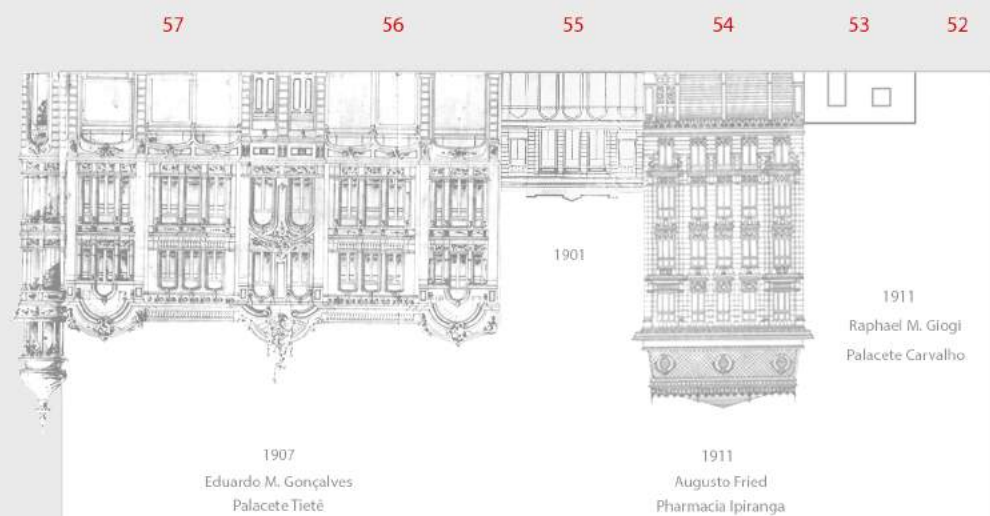 57 56 55 54 53 52
1901
1911
Raphael M. Giogi
Palacete Carvalho
1907
Eduardo M. Gonçalves
Palacete Tietê
1911
Augusto Fried
Pharmacia Ipiranga